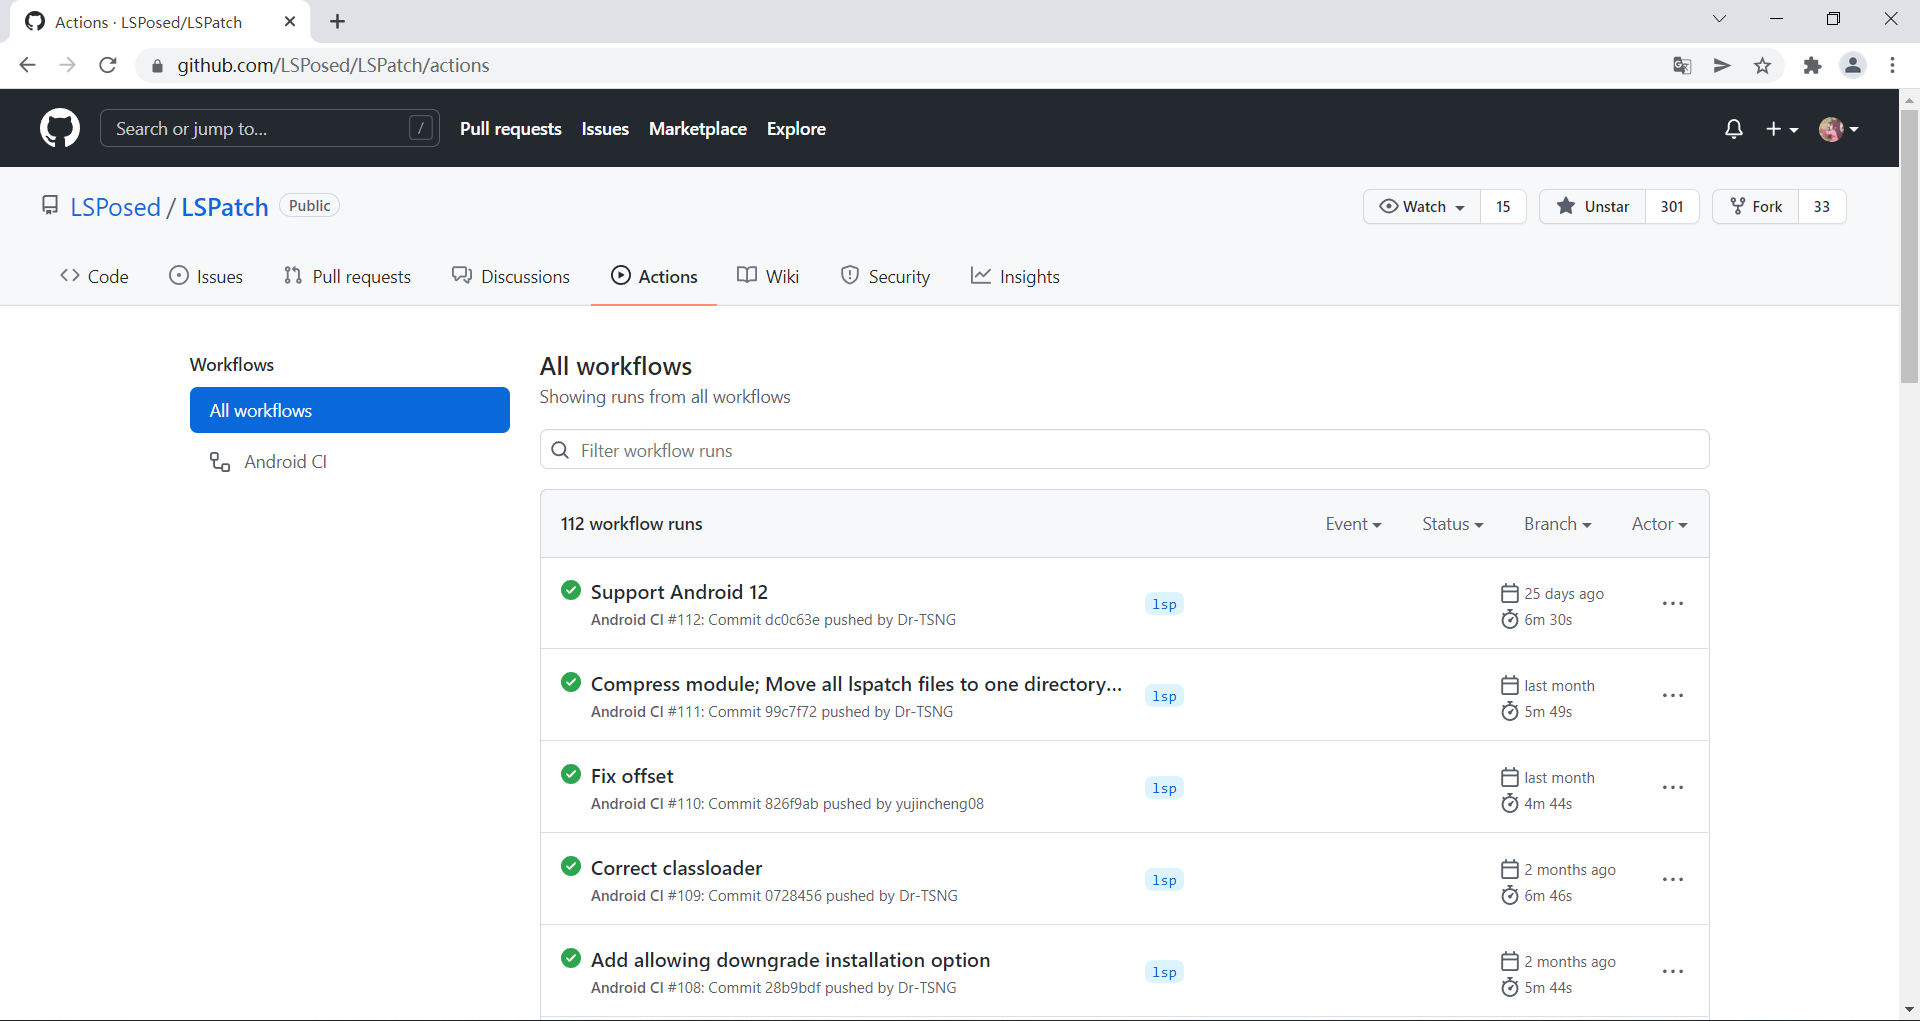 Actions · LSPosed/LSPatch
github.com/LSPosed/LSPatch/actions
Search or jump to... /
Pull requests Issues Marketplace Explore
LSPosed / LSPatch Public
Watch 15 Unstar 301 Fork 33
Code Issues Pull requests Discussions Actions Wiki Security Insights
Workflows
All workflows
Android CI
All workflows
Showing runs from all workflows
Filter workflow runs
112 workflow runs Event Status Branch Actor
Support Android 12
Android CI #112: Commit dc0c63e pushed by Dr-TSNG
lsp
25 days ago
6m 30s
Compress module; Move all lspatch files to one directory...
Android CI #111: Commit 99c7f72 pushed by Dr-TSNG
lsp
last month
5m 49s
Fix offset
Android CI #110: Commit 826f9ab pushed by yujincheng08
lsp
last month
4m 44s
Correct classloader
Android CI #109: Commit 0728456 pushed by Dr-TSNG
lsp
2 months ago
6m 46s
Add allowing downgrade installation option
Android CI #108: Commit 28b9bdf pushed by Dr-TSNG
lsp
2 months ago
5m 44s